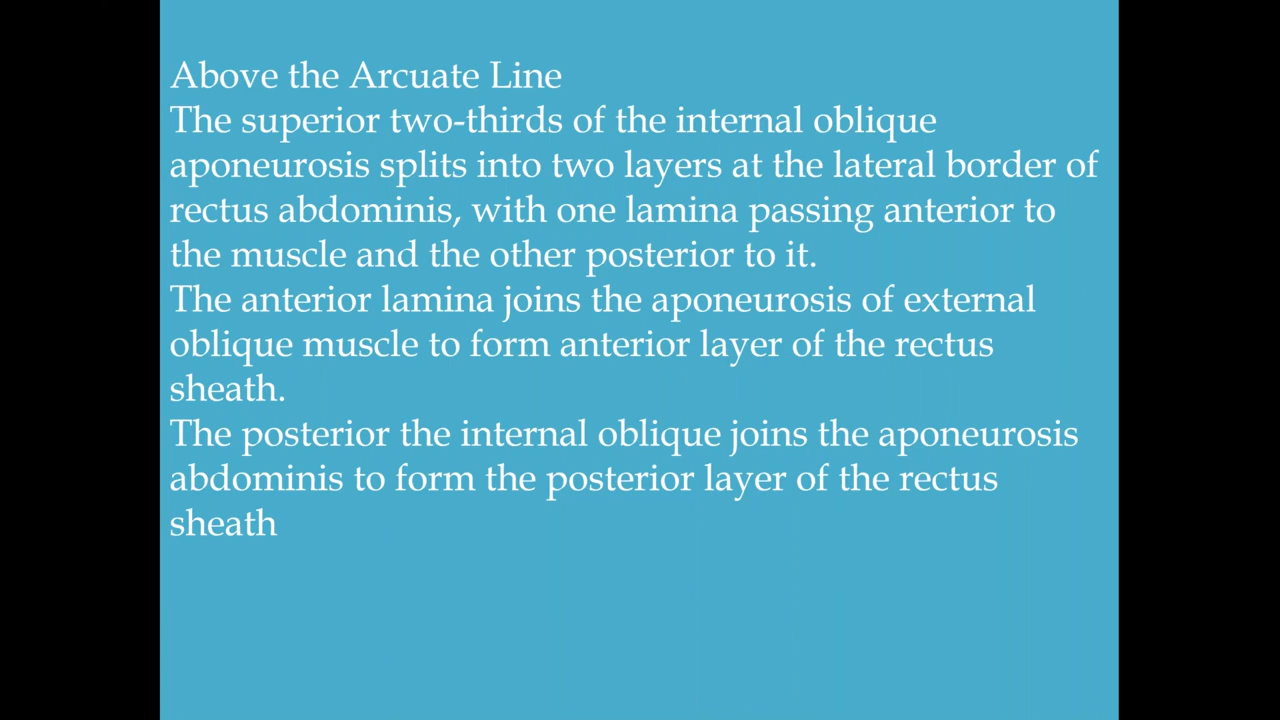 Above the Arcuate Line
The superior two-thirds of the internal oblique
aponeurosis splits into two layers at the lateral border of
rectus abdominis, with one lamina passing anterior to
the muscle and the other posterior to it.
The anterior lamina joins the aponeurosis of external
oblique muscle to form anterior layer of the rectus
sheath.
The posterior the internal oblique joins the aponeurosis
abdominis to form the posterior layer of the rectus
sheath